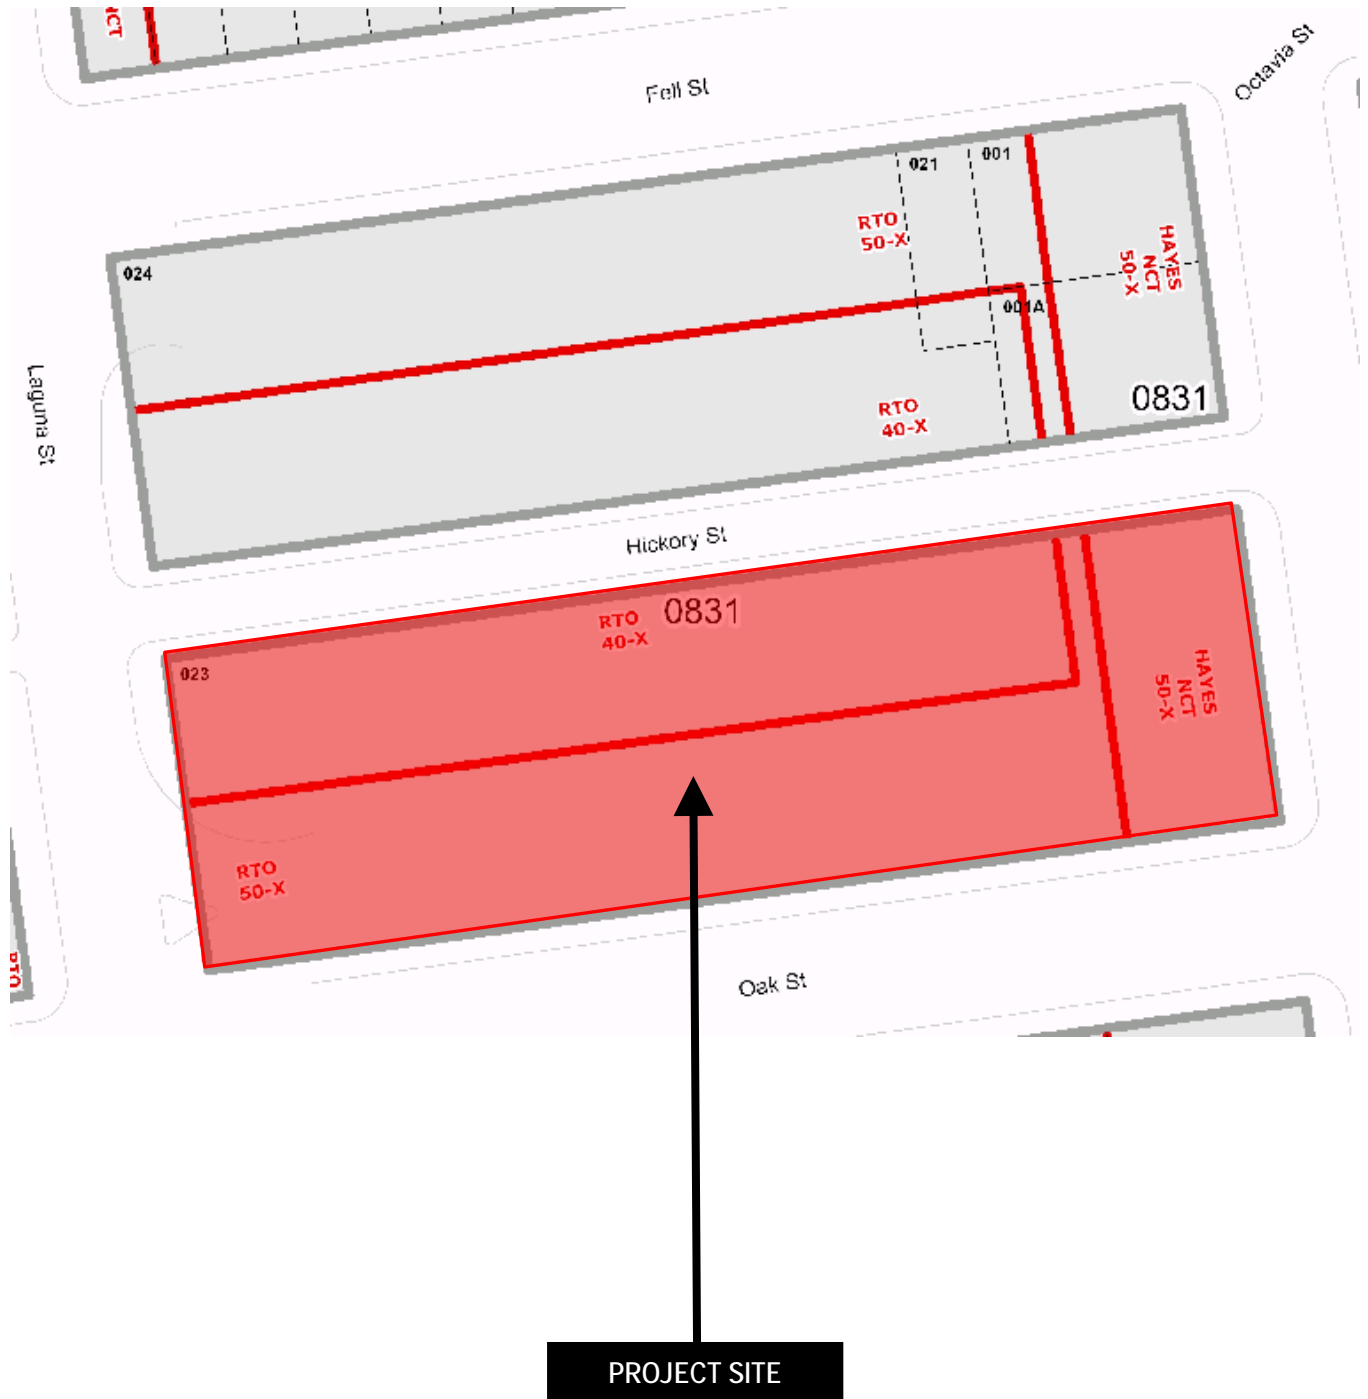 NCT
Fell St
Octavia St
021
001
RTO
50-X
HAYES
NCT
50-X
024
001A
Laguna St
RTO
40-X
0831
Hickory St
RTO
40-X
0831
023
HAYES
NCT
50-X
RTO
50-X
RTO
Oak St
PROJECT SITE